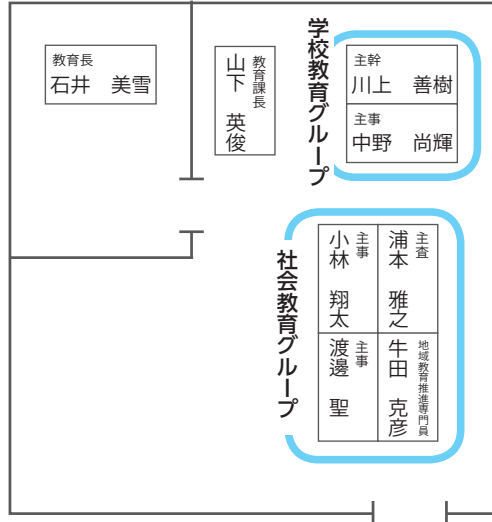 教育長
石井　美雪
教育課長
山下　英俊
学校教育グループ
主幹
川上　善樹
主事
中野　尚輝
社会教育グループ
主査
浦本　雅之
主事
小林　翔太
地域教育推進専門員
牛田　克彦
主事
渡邊　聖